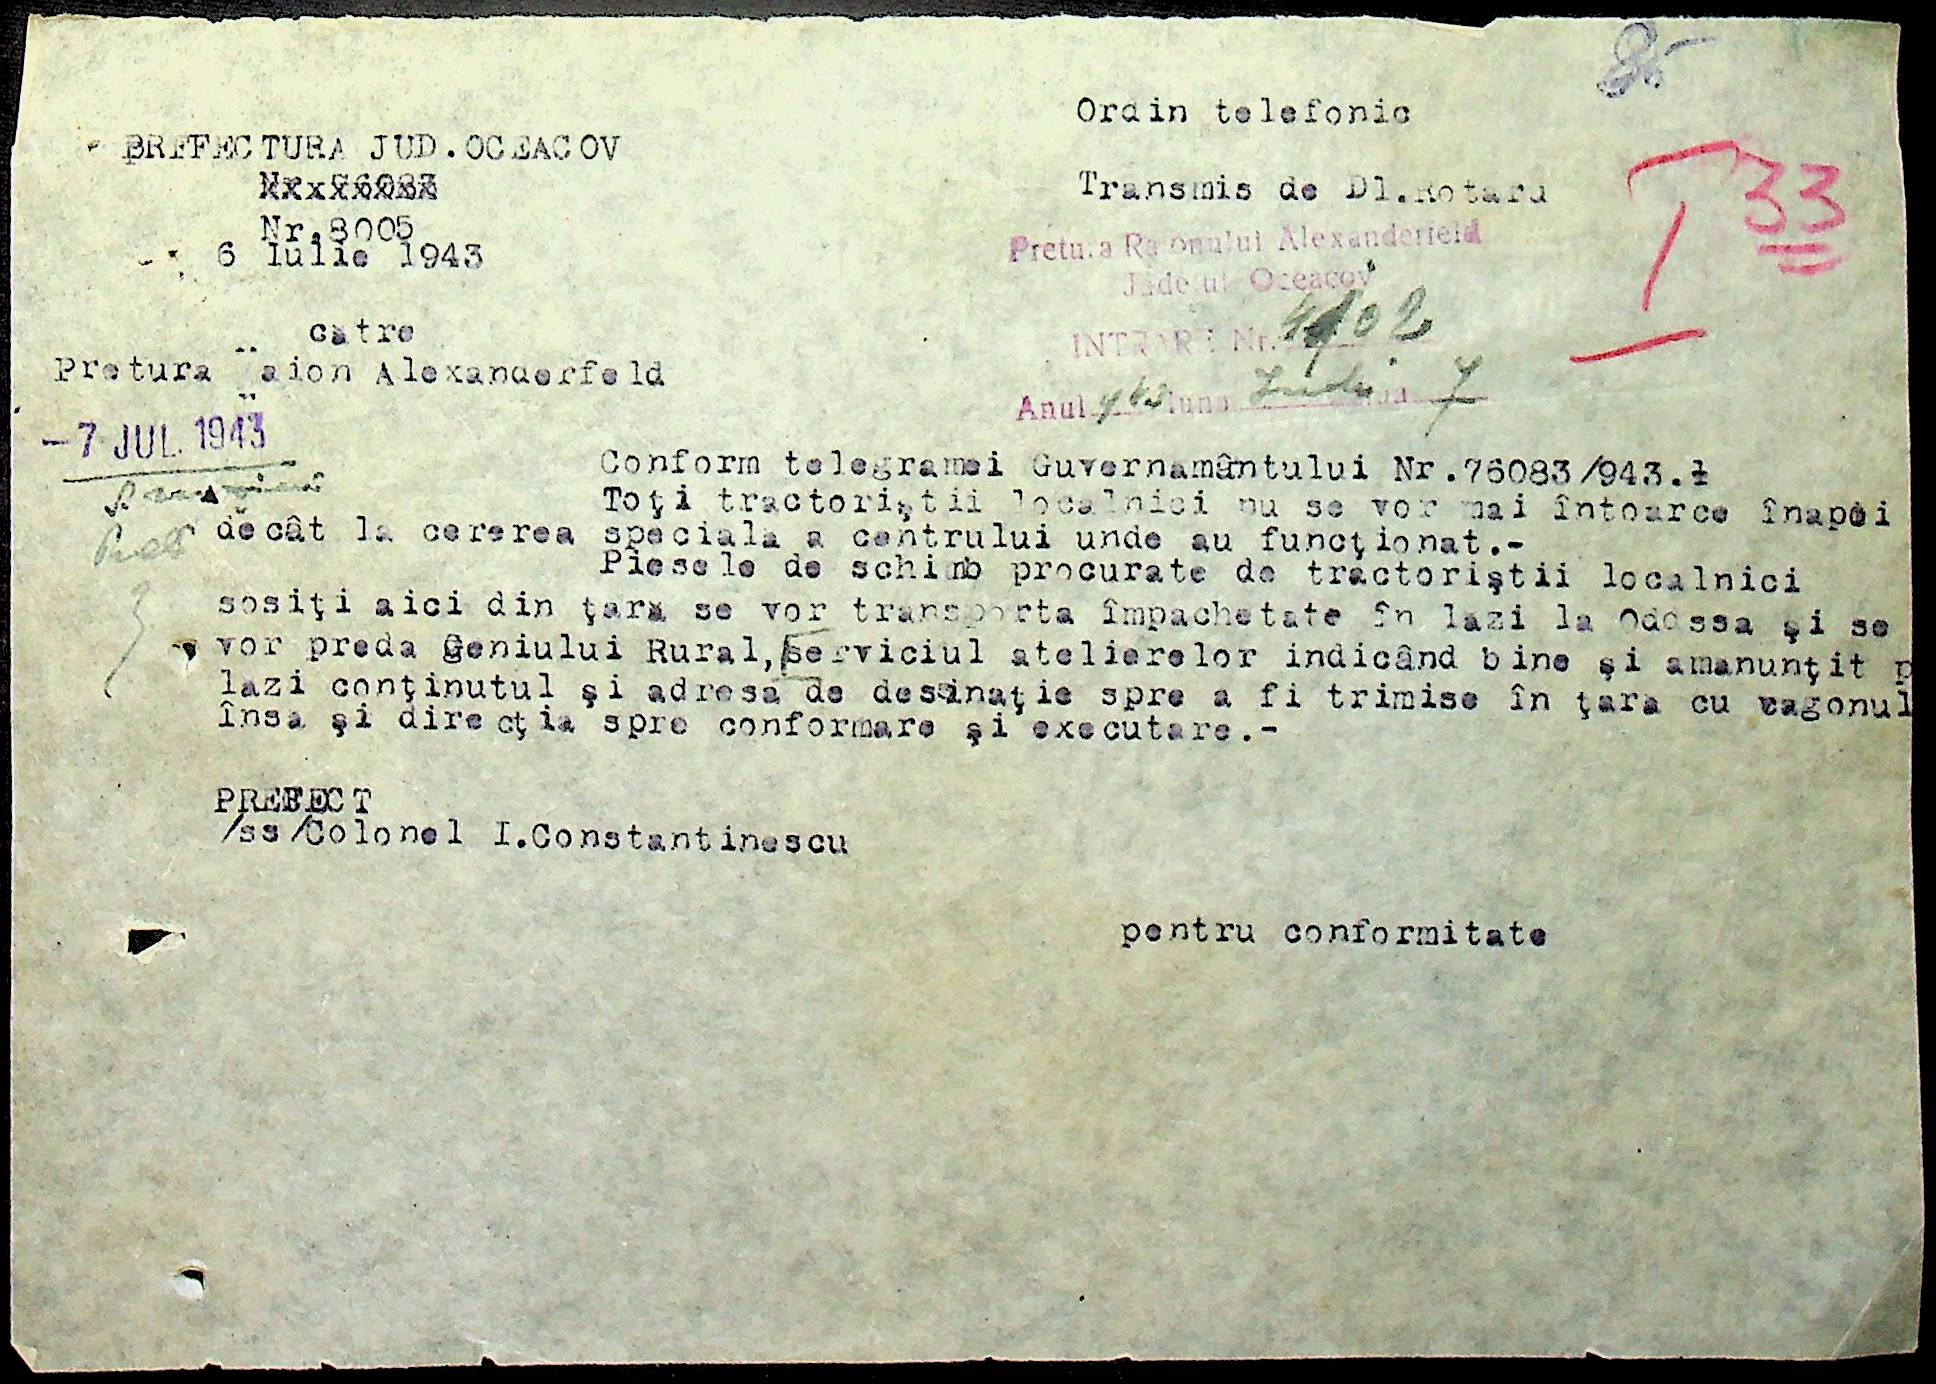 Ordin telefonic
PREFECTURA JUD.OCEACOV
Transmis de Dl.Rotaru
33
Nr.8005
6 Iulie 1943
Pretura Raionului Alexanderfeld
Județul Oceacov
INTRARE Nr. 4902
catre
Pretura Raion Alexanderfeld
Anul 943 luna Iulie ziua 7
-7 JUL. 1943
Conform telegramei Guvernamântului Nr.76083/943.
Toţi tractoriştii localnici nu se vor mai întoarce înapoi
decât la cererea speciala a centrului unde au funcţionat.-
Piesele de schimb procurate de tractoriştii localnici
sosiţi aici din ţara se vor transporta împachetate în lazi la Odessa şi se
vor preda Geniului Rural, serviciul atelierelor indicând bine şi amanunţit p
lazi conţinutul şi adresa de desinaţie spre a fi trimise în ţara cu vagonul
însa şi direcţia spre conformare şi executare.-
PREFECT
/ss/Colonel I.Constantinescu
pentru conformitate